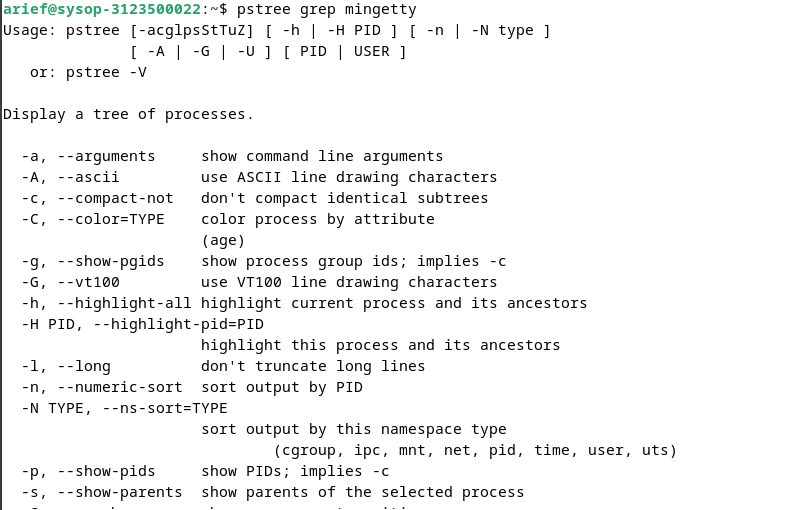 arief@sysop-3123500022:~$ pstree grep mingetty
Usage: pstree [-acglpsStTuZ] [ -h | -H PID ] [ -n | -N type ]
              [ -A | -G | -U ] [ PID | USER ]
   or: pstree -V

Display a tree of processes.

  -a, --arguments     show command line arguments
  -A, --ascii         use ASCII line drawing characters
  -c, --compact-not   don't compact identical subtrees
  -C, --color=TYPE    color process by attribute
                      (age)
  -g, --show-pgids    show process group ids; implies -c
  -G, --vt100         use VT100 line drawing characters
  -h, --highlight-all highlight current process and its ancestors
  -H PID, --highlight-pid=PID
                      highlight this process and its ancestors
  -l, --long          don't truncate long lines
  -n, --numeric-sort  sort output by PID
  -N TYPE, --ns-sort=TYPE
                      sort output by this namespace type
                              (cgroup, ipc, mnt, net, pid, time, user, uts)
  -p, --show-pids     show PIDs; implies -c
  -s, --show-parents  show parents of the selected process